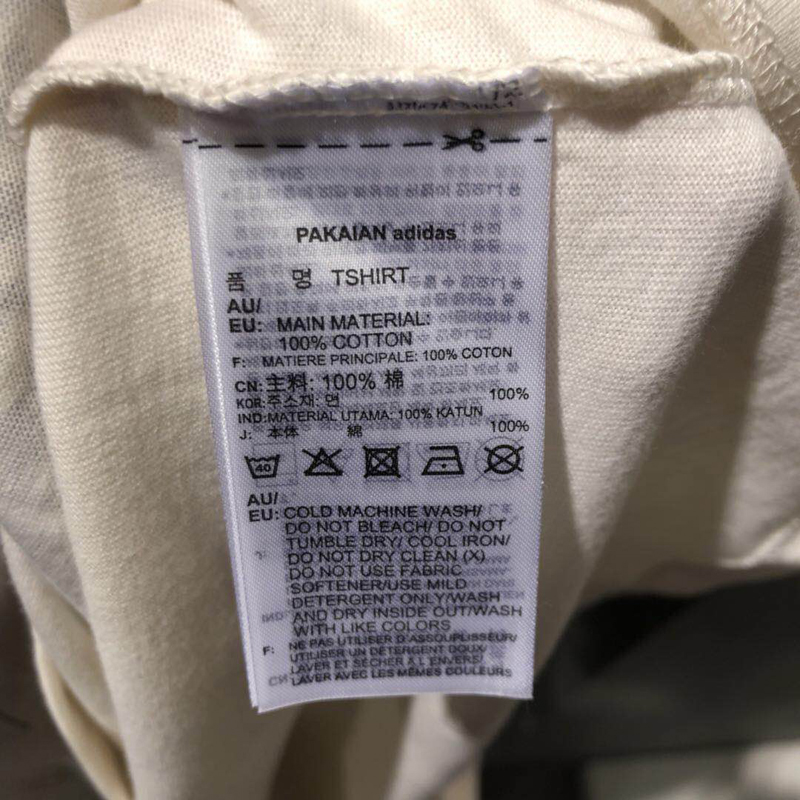 PAKAIAN adidas
품 명 TSHIRT
AU/
EU: MAIN MATERIAL:
100% COTTON
F: MATIERE PRINCIPALE: 100% COTON
CN: 主料: 100% 棉
KOR: 주소재: 면 100%
IND: MATERIAL UTAMA: 100% KATUN
J: 本体 綿 100%
40
AU/
EU: COLD MACHINE WASH/
DO NOT BLEACH/ DO NOT
TUMBLE DRY/ COOL IRON/
DO NOT DRY CLEAN (X)
DO NOT USE FABRIC
SOFTENER/USE MILD
DETERGENT ONLY/WASH
AND DRY INSIDE OUT/WASH
WITH LIKE COLORS
F: NE PAS UTILISER D'ASSOUPLISSEUR/
UTILISER UN DETERGENT DOUX/
LAVER ET SÉCHER A L'ENVERS/
LAVER AVEC LES MÊMES COULEURS